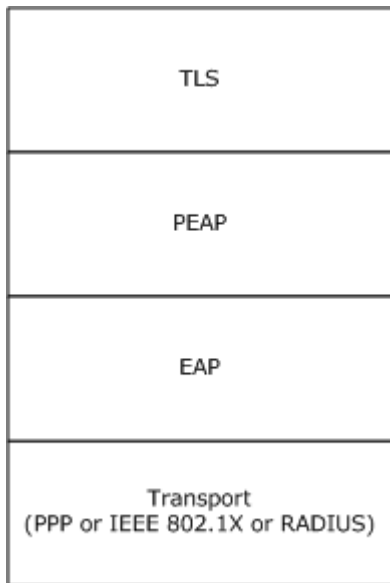 TLS
PEAP
EAP
Transport
(PPP or IEEE 802.1X or RADIUS)